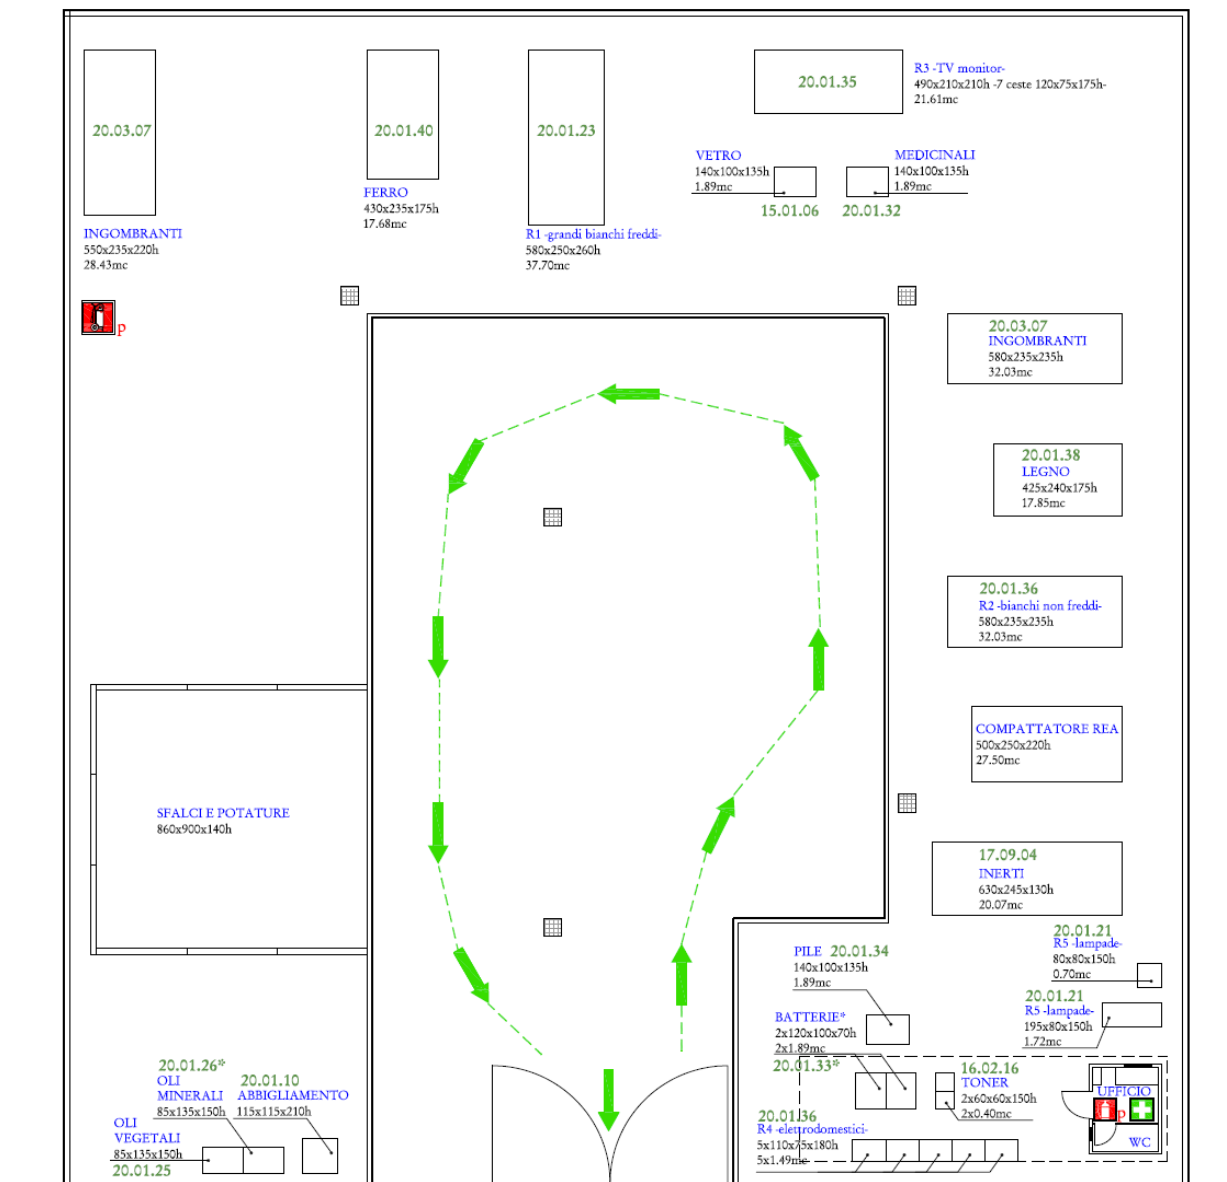 20.03.07
INGOMBRANTI
550x235x220h
28.43mc
20.01.40
FERRO
430x235x175h
17.68mc
20.01.23
R1 -grandi bianchi freddi-
580x250x260h
37.70mc
20.01.35
R3 -TV monitor-
490x210x210h -7 ceste 120x75x175h-
21.61mc
VETRO
140x100x135h
1.89mc
15.01.06
MEDICINALI
140x100x135h
1.89mc
20.01.32
p
20.03.07
INGOMBRANTI
580x235x235h
32.03mc
20.01.38
LEGNO
425x240x175h
17.85mc
20.01.36
R2 -bianchi non freddi-
580x235x235h
32.03mc
COMPATTATORE REA
500x250x220h
27.50mc
SFALCI E POTATURE
860x900x140h
17.09.04
INERTI
630x245x130h
20.07mc
20.01.21
R5 -lampade-
80x80x150h
0.70mc
PILE 20.01.34
140x100x135h
1.89mc
20.01.21
R5 -lampade-
195x80x150h
1.72mc
BATTERIE*
2x120x100x70h
2x1.89mc
20.01.33*
16.02.16
TONER
2x60x60x150h
2x0.40mc
UFFICIO
p
WC
20.01.36
R4 -elettrodomestici-
5x110x75x180h
5x1.49mc
20.01.26*
OLI
MINERALI
85x135x150h
20.01.10
ABBIGLIAMENTO
115x115x210h
OLI
VEGETALI
85x135x150h
20.01.25